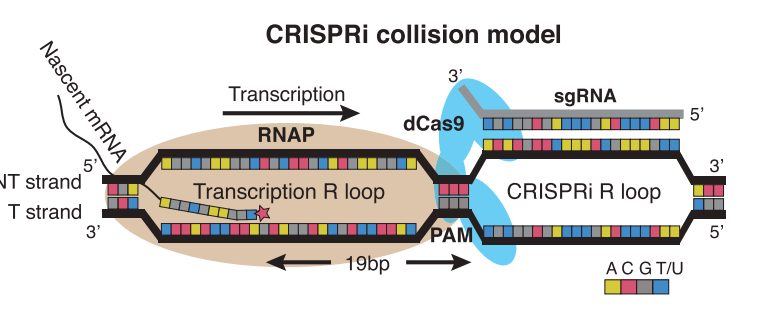 CRISPRi collision model
Nascent mRNA
Transcription
RNAP
dCas9
3’
sgRNA
5’
5’
NT strand
T strand
3’
Transcription R loop
CRISPRi R loop
3’
5’
PAM
19bp
A C G T/U